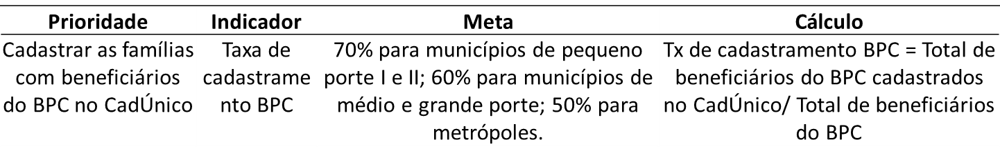 Prioridade Indicador Meta Cálculo
Cadastrar as famílias Taxa de 70% para municípios de pequeno Tx de cadastramento BPC = Total de
com beneficiários cadastrame porte I e II; 60% para municípios de beneficiários do BPC cadastrados
do BPC no CadÚnico nto BPC médio e grande porte; 50% para no CadÚnico/ Total de beneficiários
metrópoles. do BPC